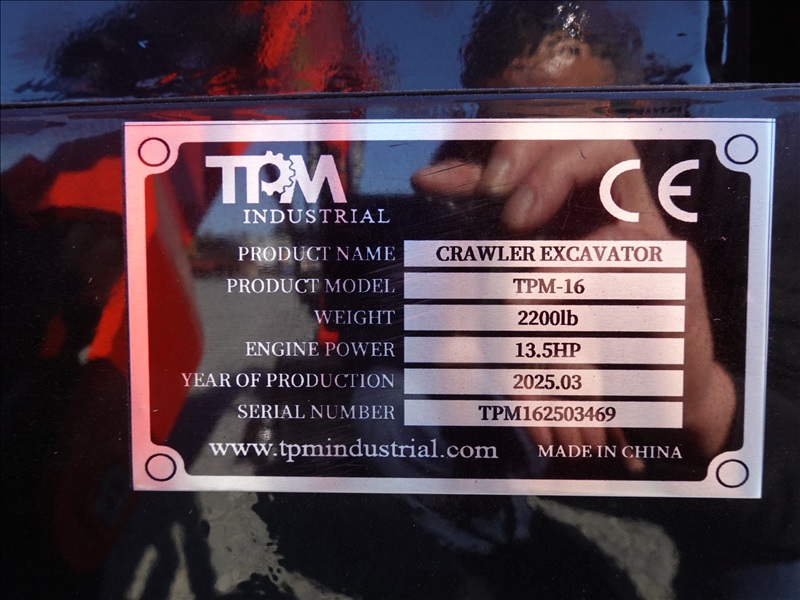 TPM
INDUSTRIAL
CE
PRODUCT NAME CRAWLER EXCAVATOR
PRODUCT MODEL TPM-16
WEIGHT 2200lb
ENGINE POWER 13.5HP
YEAR OF PRODUCTION 2025.03
SERIAL NUMBER TPM162503469
www.tpmindustrial.com MADE IN CHINA